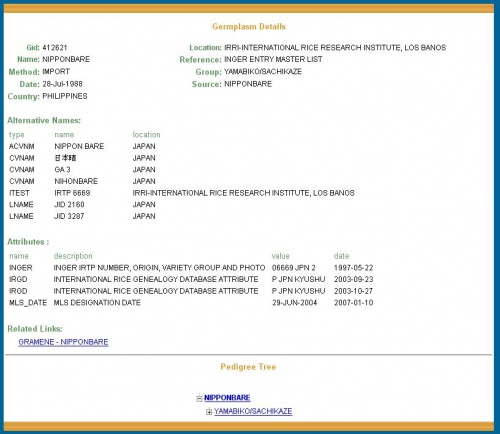 Germplasm Details
Gid: 412621 Location: IRRI-INTERNATIONAL RICE RESEARCH INSTITUTE, LOS BANOS
Name: NIPPONBARE Reference: INGER ENTRY MASTER LIST
Method: IMPORT Group: YAMABIKO/SACHIKAZE
Date: 28-Jul-1988 Source: NIPPONBARE
Country: PHILIPPINES
Alternative Names:
type name location
ACVNM NIPPON BARE JAPAN
CVNAM 日本晴 JAPAN
CVNAM GA 3 JAPAN
CVNAM NIHONBARE JAPAN
ITEST IRTP 6669 IRRI-INTERNATIONAL RICE RESEARCH INSTITUTE, LOS BANOS
LNAME JID 2160 JAPAN
LNAME JID 3287 JAPAN
Attributes :
name description value date
INGER INGER IRTP NUMBER, ORIGIN, VARIETY GROUP AND PHOTO 06669 JPN 2 1997-05-22
IRGD INTERNATIONAL RICE GENEALOGY DATABASE ATTRIBUTE P JPN KYUSHU 2003-09-23
IRGD INTERNATIONAL RICE GENEALOGY DATABASE ATTRIBUTE P JPN KYUSHU 2003-10-27
MLS_DATE MLS DESIGNATION DATE 29-JUN-2004 2007-01-10
Related Links:
GRAMENE - NIPPONBARE
Pedigree Tree
NIPPONBARE
YAMABIKO/SACHIKAZE